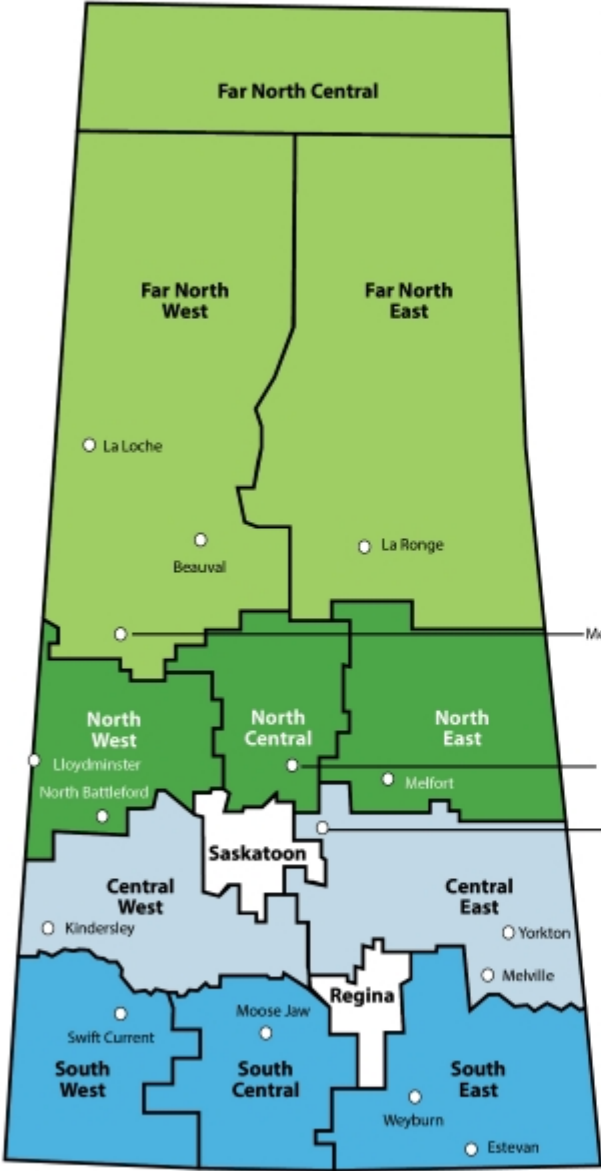 Far North Central
Far North
West
Far North
East
La Loche
Beauval
La Ronge
North
West
North
Central
North
East
Lloydminster
North Battleford
Melfort
Saskatoon
Central
West
Central
East
Kindersley
Yorkton
Melville
Regina
Moose Jaw
Swift Current
South
West
South
Central
South
East
Weyburn
Estevan